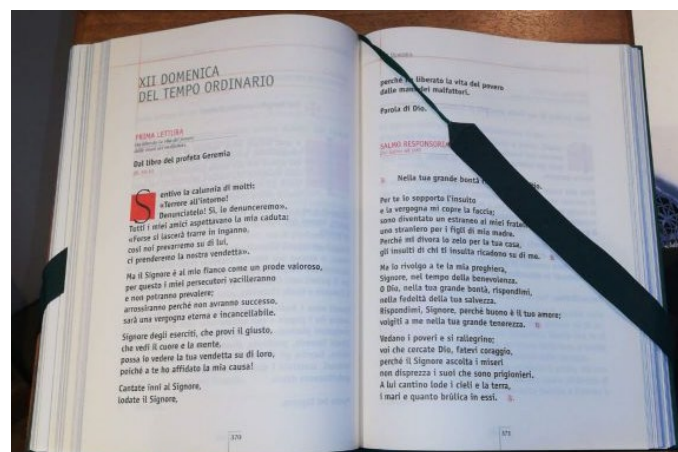 XII DOMENICA
DEL TEMPO ORDINARIO
PRIMA LETTURA
Dal libro del profeta Geremia
Sentivo la calunnia di molti:
«Terrore all'intorno!
Denunciatelo! Sì, lo denunceremo».
Tutti i miei amici aspettavano la mia caduta:
«Forse si lascerà trarre in inganno,
così noi prevarremo su di lui,
ci prenderemo la nostra vendetta».
Ma il Signore è al mio fianco come un prode valoroso,
per questo i miei persecutori vacilleranno
e non potranno prevalere;
arrossiranno perché non avranno successo,
sarà una vergogna eterna e incancellabile.
Signore degli eserciti, che provi il giusto,
che vedi il cuore e la mente,
possa io vedere la tua vendetta su di loro,
poiché a te ho affidato la mia causa!
Cantate inni al Signore,
lodate il Signore,
370
perché ha liberato la vita del povero
dalle mani dei malfattori.
Parola di Dio.
SALMO RESPONSORI
Nella tua grande bontà
Per te io sopporto l'insulto
e la vergogna mi copre la faccia;
sono diventato un estraneo ai miei fratelli
uno straniero per i figli di mia madre.
Perché mi divora lo zelo per la tua casa,
gli insulti di chi ti insulta ricadono su di me.
Ma io rivolgo a te la mia preghiera,
Signore, nel tempo della benevolenza.
O Dio, nella tua grande bontà, rispondimi,
nella fedeltà della tua salvezza.
Rispondimi, Signore, perché buono è il tuo amore;
volgiti a me nella tua grande tenerezza.
Vedano i poveri e si rallegrino;
voi che cercate Dio, fatevi coraggio,
perché il Signore ascolta i miseri
non disprezza i suoi che sono prigionieri.
A lui cantino lode i cieli e la terra,
i mari e quanto brùlica in essi.
371